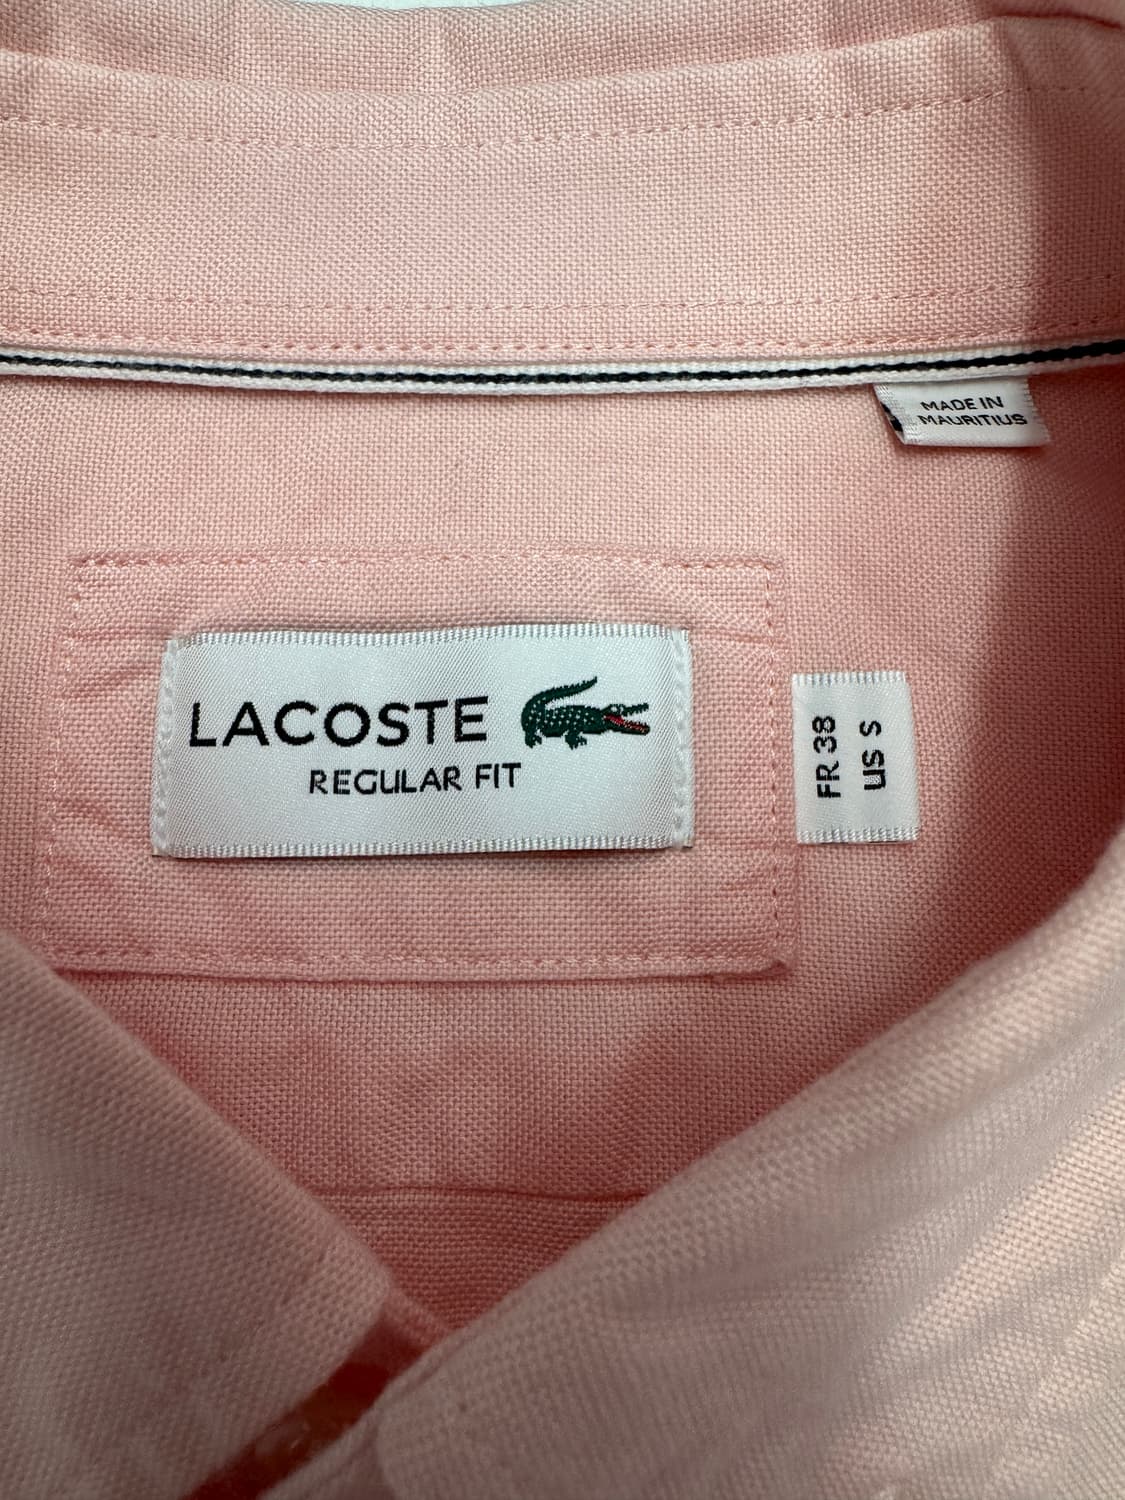 MADE IN
MAURITIUS
LACOSTE
REGULAR FIT
FR 38
US S